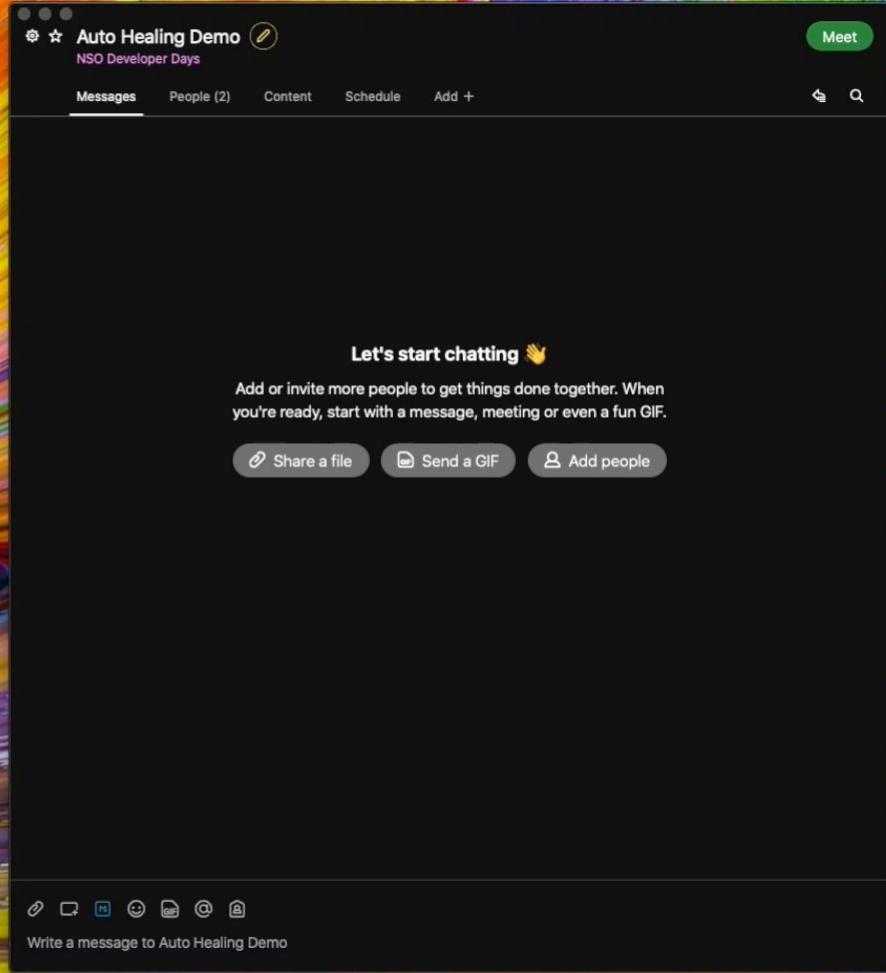 Auto Healing Demo
Meet
NSO Developer Days
Messages People (2) Content Schedule Add +
Let's start chatting 👋
Add or invite more people to get things done together. When
you're ready, start with a message, meeting or even a fun GIF.
Share a file GIF Send a GIF Add people
M GIF @
Write a message to Auto Healing Demo